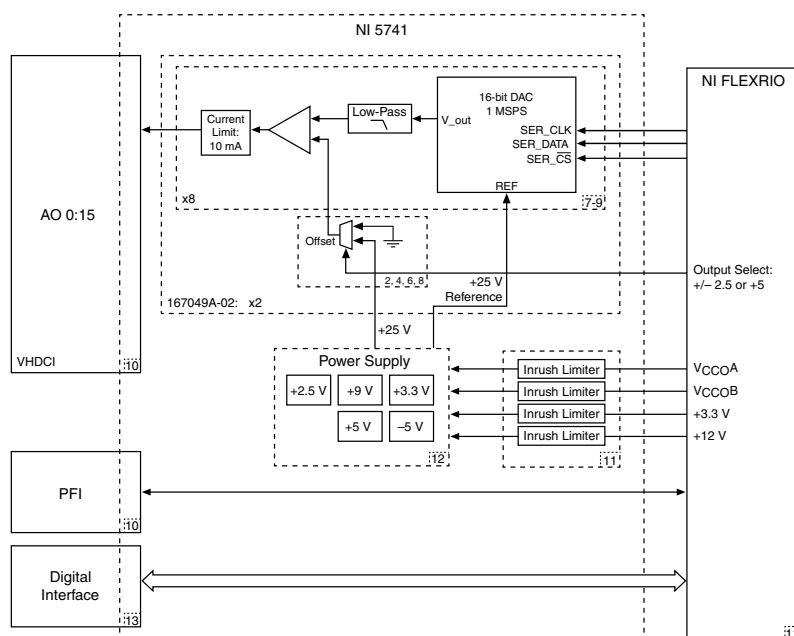 NI 5741
NI FLEXRIO
AO 0:15
VHDCI
10
Current
Limit:
10 mA
Low-Pass
V_out
16-bit DAC
1 MSPS
SER_CLK
SER_DATA
SER_CS
REF
x8
7-9
Offset
2, 4, 6, 8
+25 V
Reference
167049A-02: x2
Output Select:
+/– 2.5 or +5
+25 V
Power Supply
+2.5 V
+9 V
+3.3 V
+5 V
–5 V
12
Inrush Limiter
Inrush Limiter
Inrush Limiter
Inrush Limiter
11
VCCOA
VCCOB
+3.3 V
+12 V
PFI
10
Digital
Interface
13